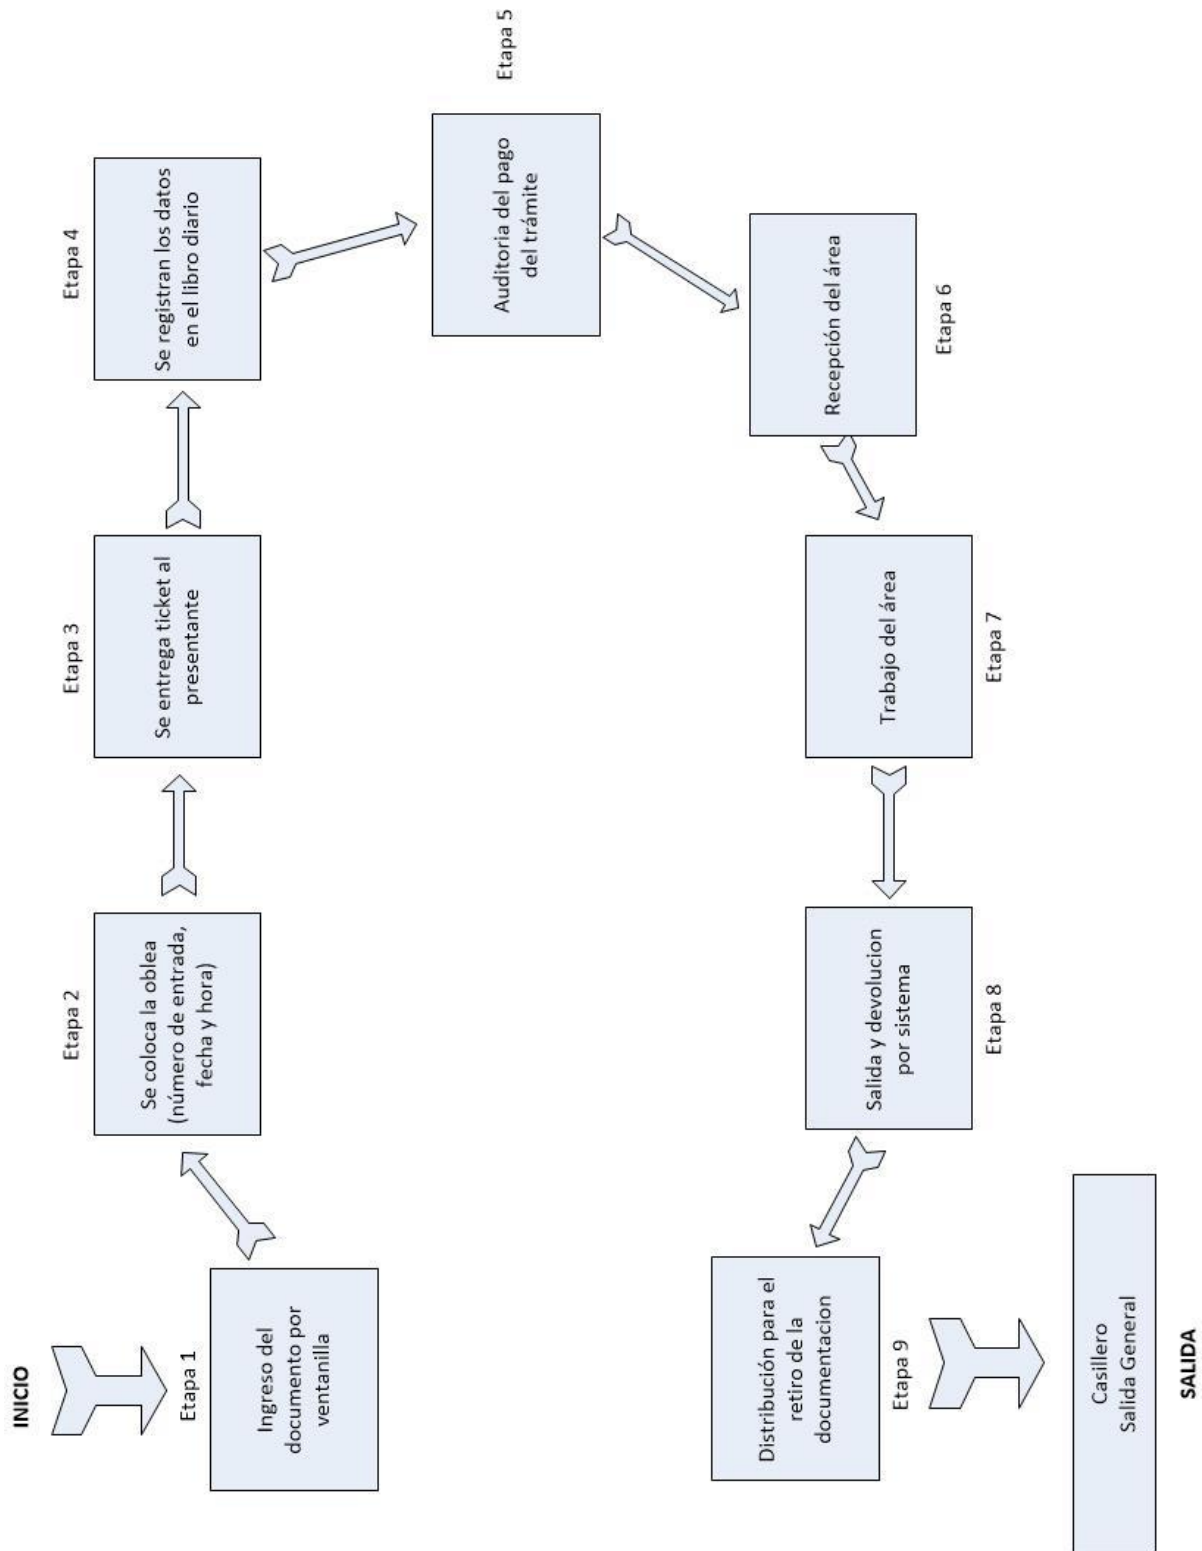 INICIO
Etapa 1
Ingreso del
documento por
ventanilla
Etapa 2
Se coloca la oblea
(número de entrada,
fecha y hora)
Etapa 3
Se entrega ticket al
presentante
Etapa 4
Se registran los datos
en el libro diario
Etapa 5
Auditoria del pago
del trámite
Recepción del área
Etapa 6
Trabajo del área
Etapa 7
Salida y devolucion
por sistema
Etapa 8
Distribución para el
retiro de la
documentacion
Etapa 9
Casillero
Salida General
SALIDA